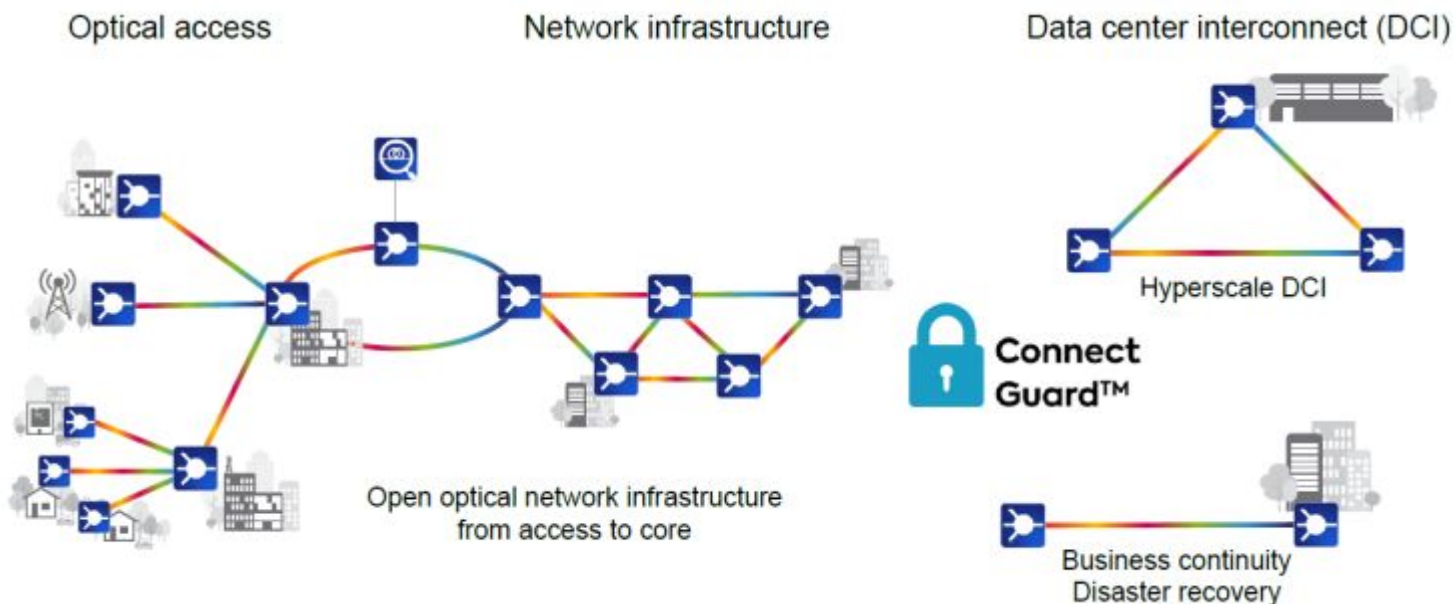 Optical access
Network infrastructure
Data center interconnect (DCI)
Hyperscale DCI
Connect
Guard™
Open optical network infrastructure
from access to core
Business continuity
Disaster recovery